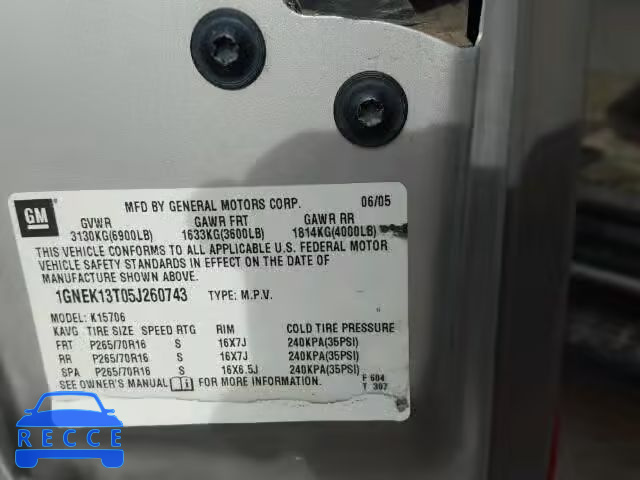 GM
MFD BY GENERAL MOTORS CORP. 06/05
GVWR GAWR FRT GAWR RR
3130KG(6900LB) 1633KG(3600LB) 1814KG(4000LB)
THIS VEHICLE CONFORMS TO ALL APPLICABLE U.S. FEDERAL MOTOR
VEHICLE SAFETY STANDARDS IN EFFECT ON THE DATE OF
MANUFACTURE SHOWN ABOVE.
1GNEK13T05J260743 TYPE: M.P.V.
MODEL: K15706
KAVG TIRE SIZE SPEED RTG RIM COLD TIRE PRESSURE
FRT P265/70R16 S 16X7J 240KPA(35PSI)
RR P265/70R16 S 16X7J 240KPA(35PSI)
SPA P265/70R16 S 16X6.5J 240KPA(35PSI)
SEE OWNER'S MANUAL FOR MORE INFORMATION. F 604
T 307